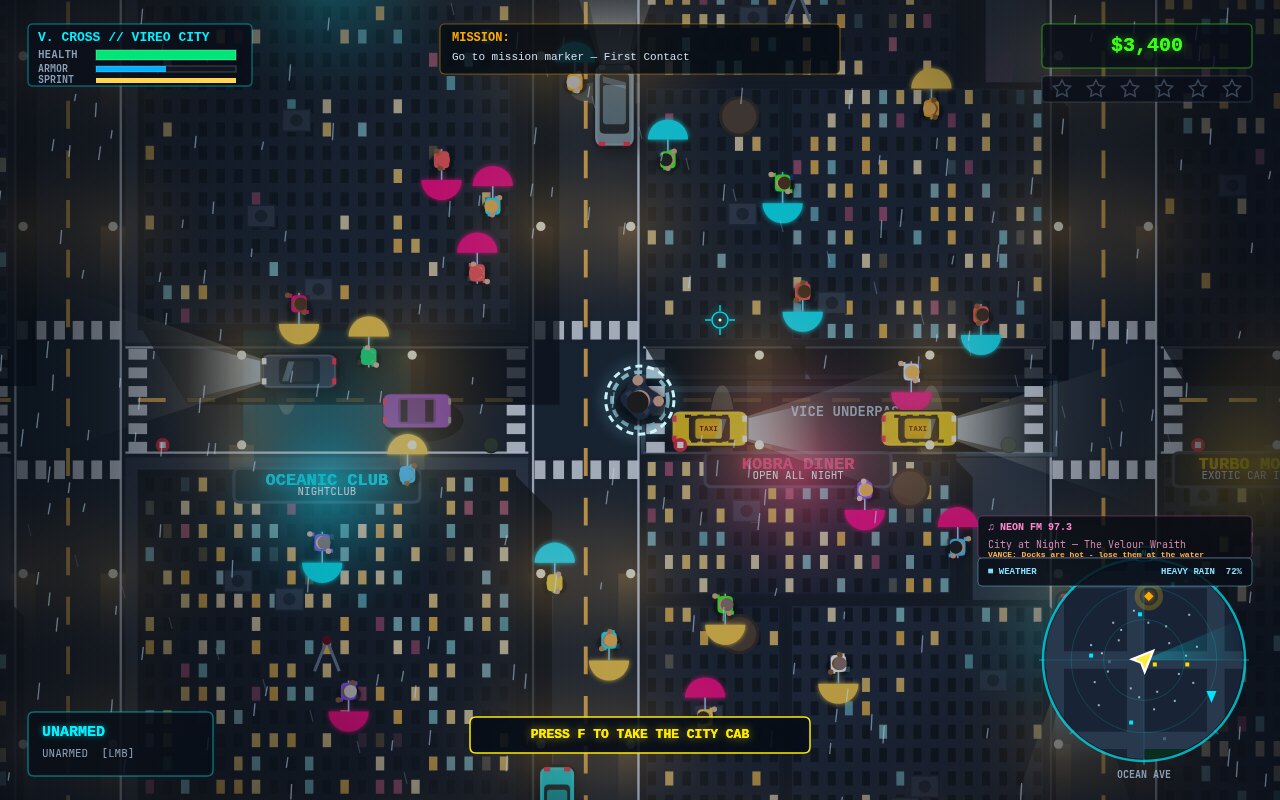 V. CROSS // VIREO CITY
HEALTH
ARMOR
SPRINT
MISSION:
Go to mission marker — First Contact
$3,400
VICE UNDERPAS
TAXI
TAXI
OCEANIC CLUB
NIGHTCLUB
KOBRA DINER
OPEN ALL NIGHT
TURBO MO
EXOTIC CAR I
♫ NEON FM 97.3
City at Night — The Velour Wraith
VANCE: Docks are hot - lose them at the water
■ WEATHER HEAVY RAIN 72%
UNARMED
UNARMED [LMB]
PRESS F TO TAKE THE CITY CAB
OCEAN AVE